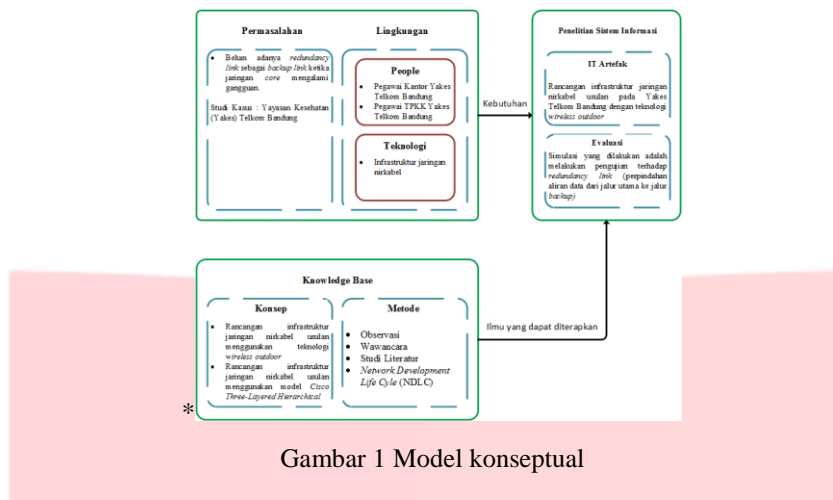 Permasalahan
• Belum adanya redundancy
link sebagai backup link ketika
jaringan core mengalami
gangguan.
Studi Kasus : Yayasan Kesehatan
(Yakes) Telkom Bandung
Lingkungan
People
• Pegawai Kantor Yakes
Telkom Bandung
• Pegawai TPKK Yakes
Telkom Bandung
Teknologi
• Infrastruktur jaringan
nirkabel
Kebutuhan
Penelitian Sistem Informasi
IT Artefak
Rancangan infrastruktur jaringan
nirkabel usulan pada Yakes
Telkom Bandung dengan teknologi
wireless outdoor
Evaluasi
Simulasi yang dilakukan adalah
melakukan pengujian terhadap
redundancy link (perpindahan
aliran data dari jalur utama ke jalur
backup)
Knowledge Base
Konsep
• Rancangan infrastruktur
jaringan nirkabel usulan
menggunakan teknologi
wireless outdoor
• Rancangan infrastruktur
jaringan nirkabel usulan
menggunakan model Cisco
Three-Layered Hierarchical
Metode
• Observasi
• Wawancara
• Studi Literatur
• Network Development
Life Cyle (NDLC)
Ilmu yang dapat diterapkan
*
Gambar 1 Model konseptual